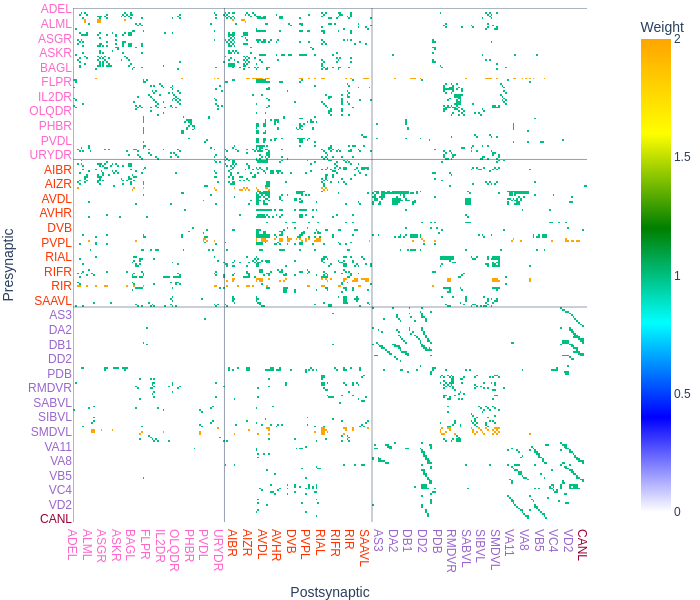 ADEL
ALML
ASGR
ASKR
BAGL
FLPR
IL2DR
OLQDR
PHBR
PVDL
URYDR
AIBR
AIZR
AVDL
AVHR
DVB
PVPL
RIAL
RIFR
RIR
SAAVL
AS3
DA2
DB1
DD2
PDB
RMDVR
SABVL
SIBVL
SMDVL
VA11
VA8
VB5
VC4
VD2
CANL
Presynaptic
ADEL
ALML
ASGR
ASKR
BAGL
FLPR
IL2DR
OLQDR
PHBR
PVDL
URYDR
AIBR
AIZR
AVDL
AVHR
DVB
PVPL
RIAL
RIFR
RIR
SAAVL
AS3
DA2
DB1
DD2
PDB
RMDVR
SABVL
SIBVL
SMDVL
VA11
VA8
VB5
VC4
VD2
CANL
Postsynaptic
Weight
2
1.5
1
0.5
0